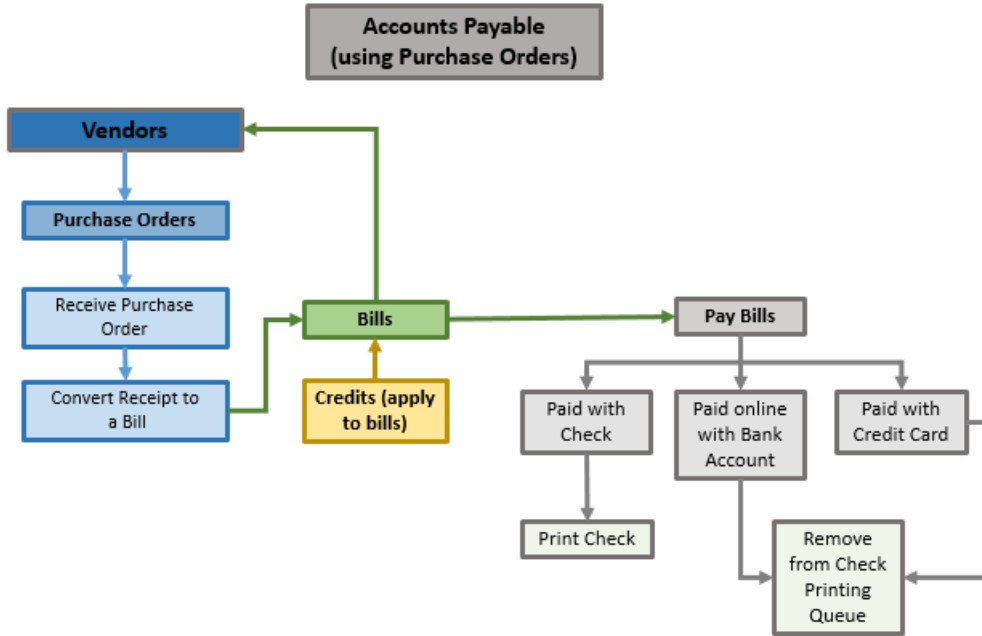 Accounts Payable
(using Purchase Orders)
Vendors
Purchase Orders
Receive Purchase
Order
Convert Receipt to
a Bill
Bills
Credits (apply
to bills)
Pay Bills
Paid with
Check
Paid online
with Bank
Account
Paid with
Credit Card
Print Check
Remove
from Check
Printing
Queue